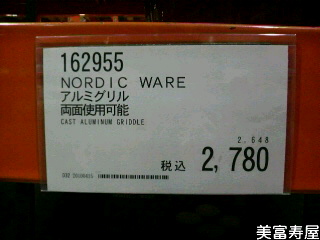 162955
NORDIC WARE
アルミグリル
両面使用可能
CAST ALUMINUM GRIDDLE
2,648
税込 2,780
美富寿屋